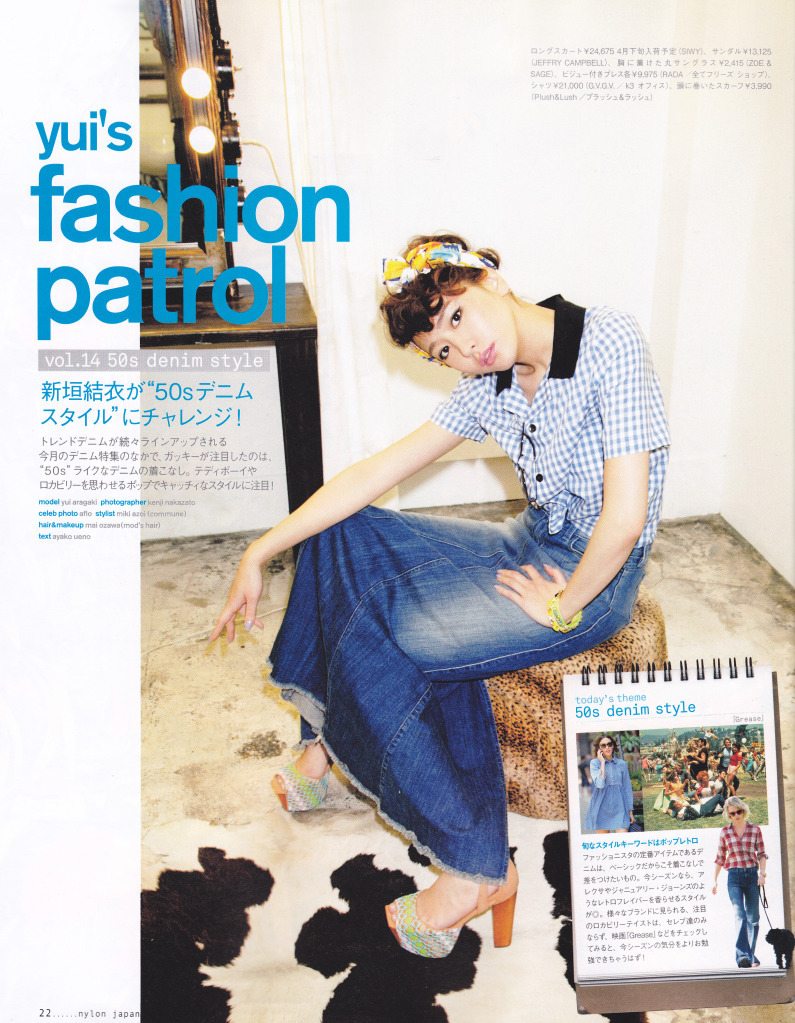 ロングスカート¥24,675 4月下旬入荷予定(SIWY)、サンダル¥13,125
(JEFFRY CAMPBELL)、胸に置けた丸サングラス¥2,415(ZOE &
SAGE)、ビジュー付きブレス各¥9,975(RADA／全てフリーズ ショップ)、
シャツ¥21,000(G.V.G.V.／k3 オフィス)、頭に巻いたスカーフ¥3,990
(Plush&Lush／プラッシュ&ラッシュ)
yui's
fashion
patrol
vol.14 50s denim style
新垣結衣が“50sデニム
スタイル”にチャレンジ!
トレンドデニムが続々ラインアップされる
今月のデニム特集のなかで、ガッキーが注目したのは、
“50s”ライクなデニムの着こなし。テディボーイや
ロカビリーを思わせるポップでキャッチィなスタイルに注目!
model yui aragaki photographer kenji nakazato
celeb photo aflo stylist miki azei (commune)
hair&makeup mai ozawa(mod's hair)
text ayako ueno
today's theme
50s denim style
[Grease]
旬なスタイルキーワードはポップレトロ
ファッショニスタの定番アイテムであるデ
ニムは、ベーシックだからこそ着こなしで
差をつけたいもの。今シーズンなら、ア
レクサやジャニュアリー・ジョーンズのよ
うなレトロフレイバーを香らせるスタイル
が◎。様々なブランドに見られる、注目
のロカビリーテイストは、セレブ達のみ
ならず、映画『Grease』などをチェックし
てみると、今シーズンの気分をよりお勉
強できちゃうはず!
22......nylon japan